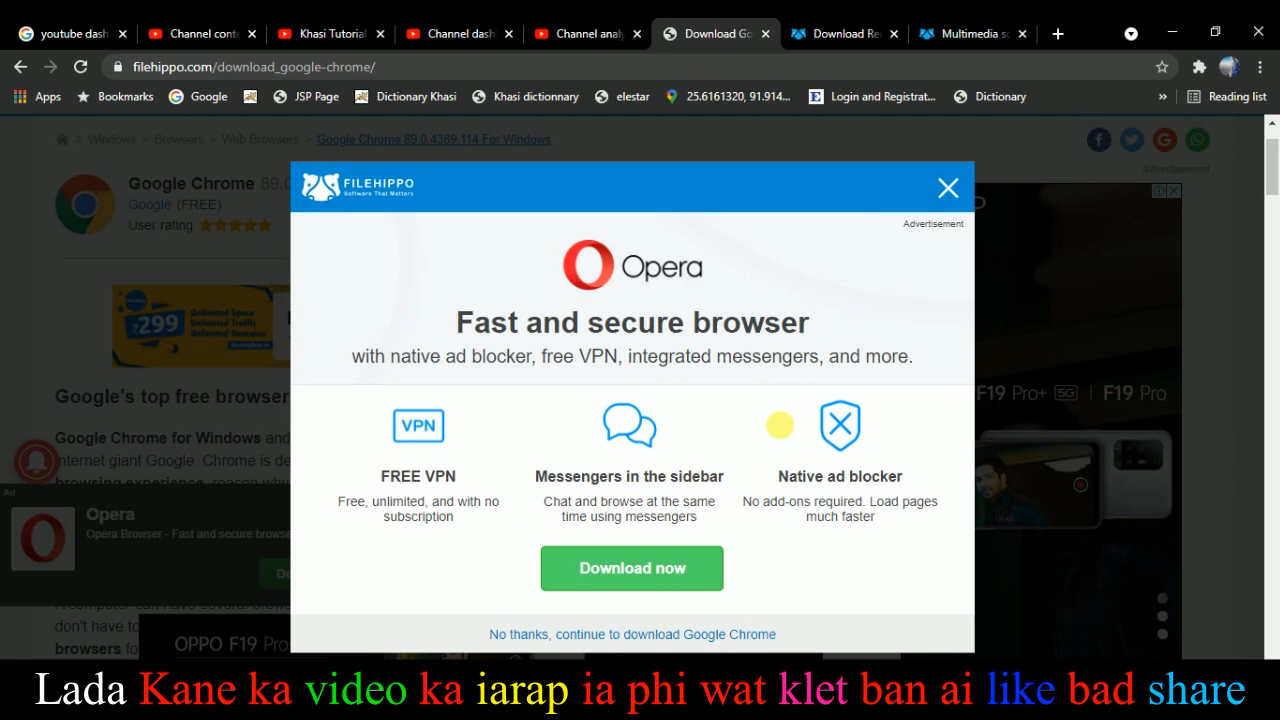 youtube dash
Channel conte
Khasi Tutorial
Channel dash
Channel analy
Download Go
Download Re
Multimedia so
filehippo.com/download_google-chrome/
Apps
Bookmarks
Google
JSP Page
Dictionary Khasi
Khasi dictionnary
elestar
25.6161320, 91.914...
Login and Registrat...
Dictionary
»
Reading list
> Windows > Browsers > Web Browsers > Google Chrome 89.0.4389.114 For Windows
Advertisement
Google Chrome 89.0
Google (FREE)
User rating
FILEHIPPO
Software That Matters
Advertisement
Opera
Fast and secure browser
with native ad blocker, free VPN, integrated messengers, and more.
₹299
Unlimited Space
Unlimited Traffic
Unlimited Domains
VPN
FREE VPN
Free, unlimited, and with no
subscription
Messengers in the sidebar
Chat and browse at the same
time using messengers
Native ad blocker
No add-ons required. Load pages
much faster
Download now
No thanks, continue to download Google Chrome
Google's top free browser
Google Chrome for Windows and
internet giant Google. Chrome is de
browsing experience, reason why
Ad
Opera
Opera Browser - Fast and secure browse
Do
don't have to
browsers fo
OPPO F19 Pro
F19 Pro+ 5G | F19 Pro
Lada Kane ka video ka iarap ia phi wat klet ban ai like bad share